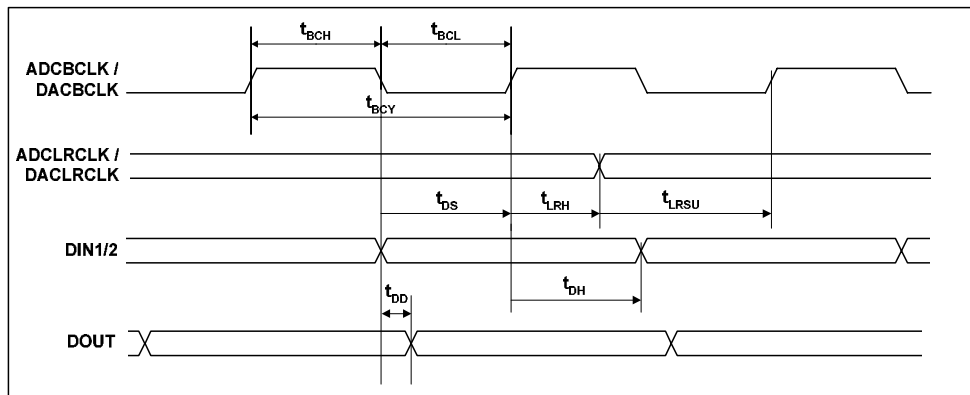 tBCH tBCL
ADCBCLK /
DACBCLK
tBCY
ADCLRCLK /
DACLRCLK
tDS tLRH tLRSU
DIN1/2
tDH
tDD
DOUT